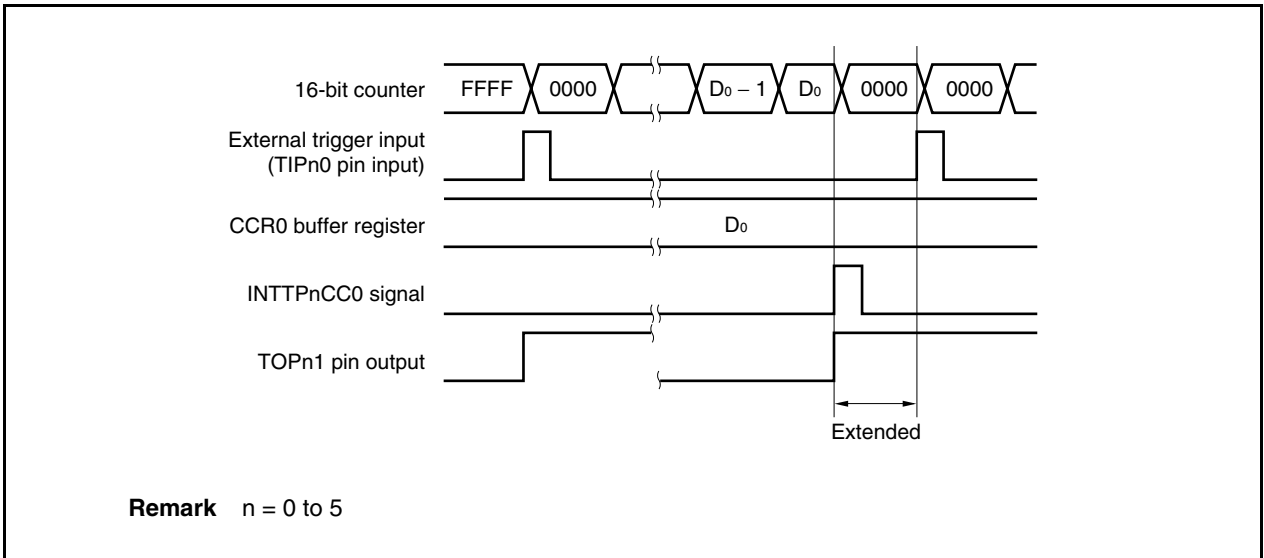 16-bit counter FFFF 0000 D0 − 1 D0 0000 0000
External trigger input
(TIPn0 pin input)
CCR0 buffer register D0
INTTPnCC0 signal
TOPn1 pin output
Extended
Remark n = 0 to 5